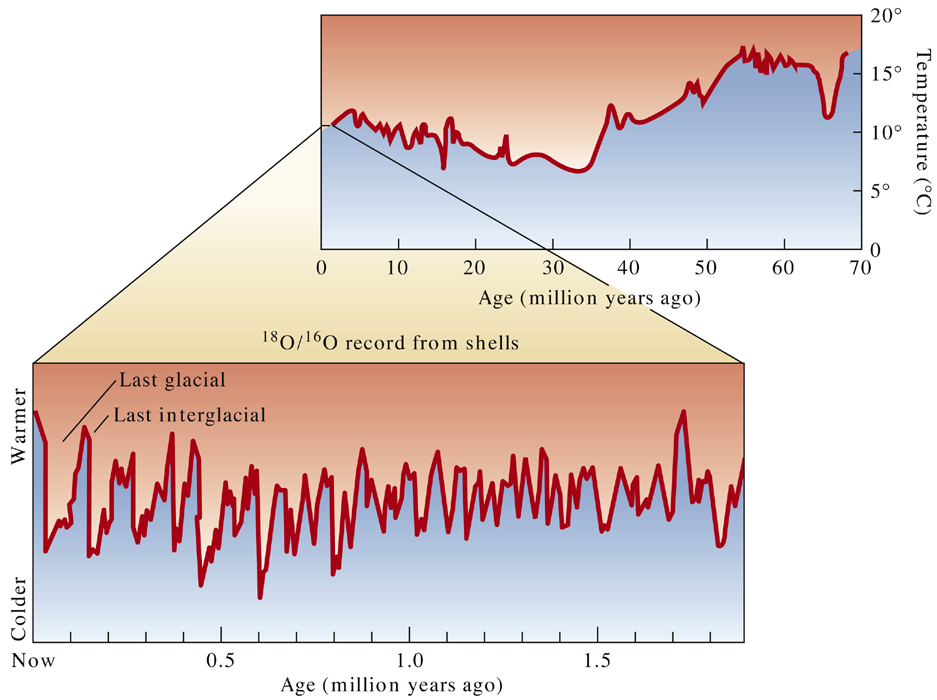 20°
15°
10°
5°
0
Temperature (°C)
0 10 20 30 40 50 60 70
Age (million years ago)
¹⁸O/¹⁶O record from shells
Last glacial
Last interglacial
Warmer
Colder
Now 0.5 1.0 1.5
Age (million years ago)